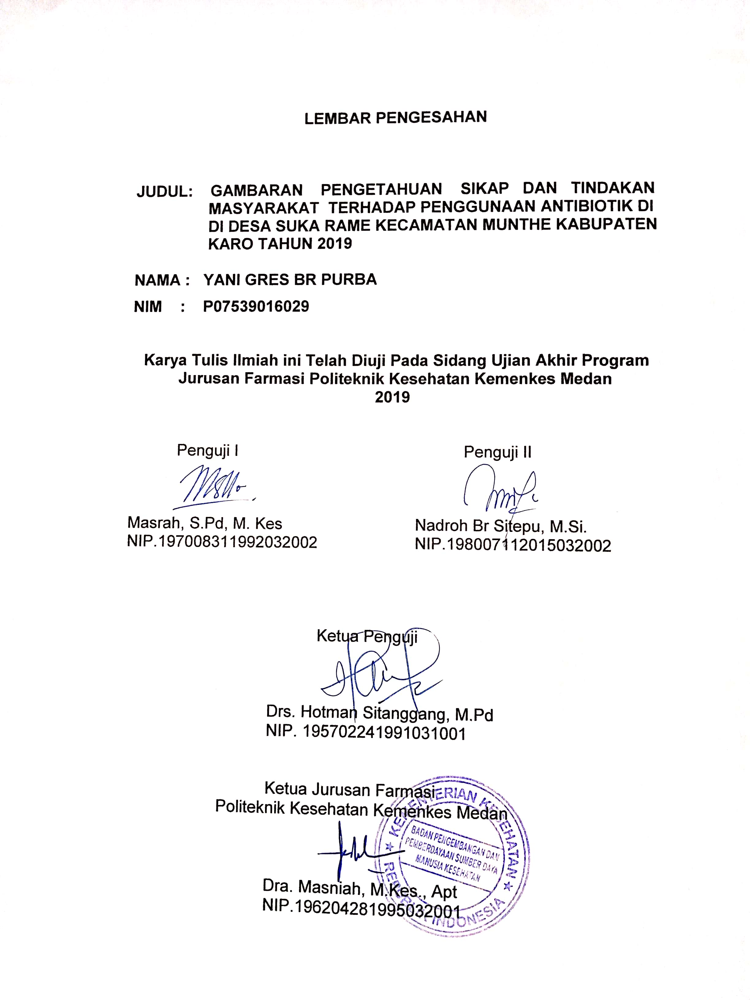 LEMBAR PENGESAHAN
JUDUL: GAMBARAN PENGETAHUAN SIKAP DAN TINDAKAN
MASYARAKAT TERHADAP PENGGUNAAN ANTIBIOTIK DI
DI DESA SUKA RAME KECAMATAN MUNTHE KABUPATEN
KARO TAHUN 2019
NAMA : YANI GRES BR PURBA
NIM : P07539016029
Karya Tulis Ilmiah ini Telah Diuji Pada Sidang Ujian Akhir Program
Jurusan Farmasi Politeknik Kesehatan Kemenkes Medan
2019
Penguji I
Penguji II
Masrah, S.Pd, M. Kes
NIP.197008311992032002
Nadroh Br Sitepu, M.Si.
NIP.198007112015032002
Ketua Penguji
Drs. Hotman Sitanggang, M.Pd
NIP. 195702241991031001
Ketua Jurusan Farmasi
Politeknik Kesehatan Kemenkes Medan
KEMENTERIAN KESEHATAN
BADAN PENGEMBANGAN DAN
PEMBERDAYAAN SUMBER DAYA
MANUSIA KESEHATAN
REPUBLIK INDONESIA
Dra. Masniah, M.Kes., Apt
NIP.196204281995032001